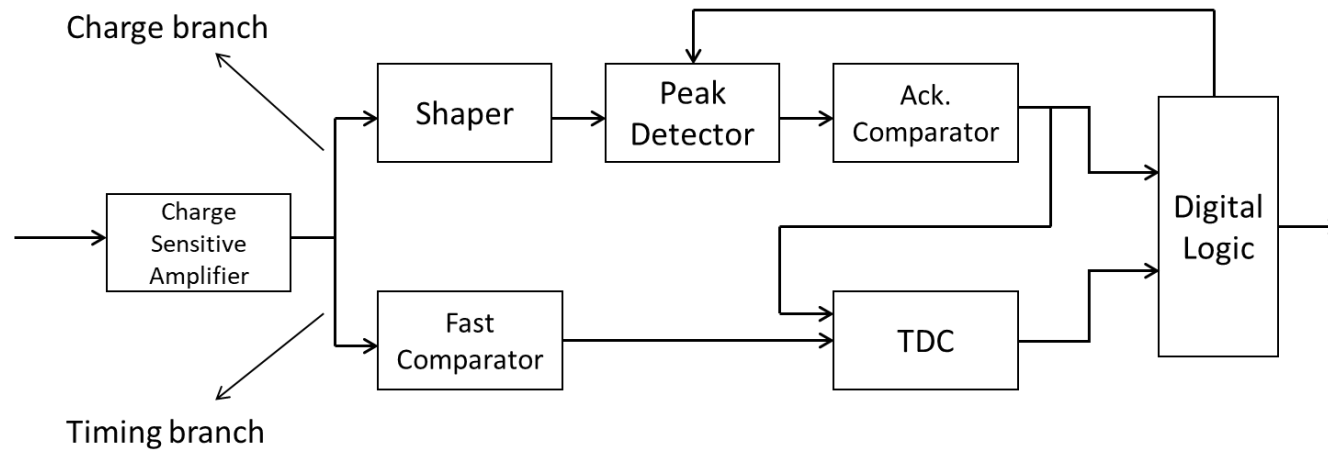 Charge branch
Shaper
Peak
Detector
Ack.
Comparator
Charge
Sensitive
Amplifier
Digital
Logic
Fast
Comparator
TDC
Timing branch